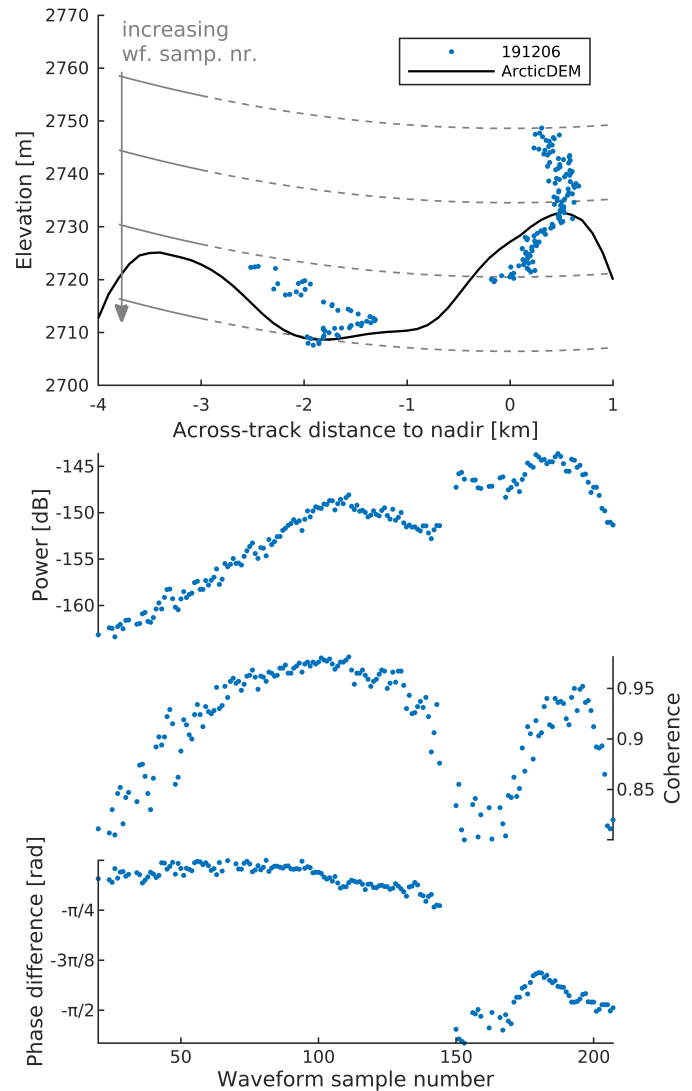 2770
increasing
wf. samp. nr.
191206
ArcticDEM
2760
2750
2740
2730
2720
2710
2700
Elevation [m]
-4 -3 -2 -1 0 1
Across-track distance to nadir [km]
-145
-150
-155
-160
Power [dB]
0.95
0.9
0.85
Coherence
-π/4
-3π/8
-π/2
Phase difference [rad]
50 100 150 200
Waveform sample number